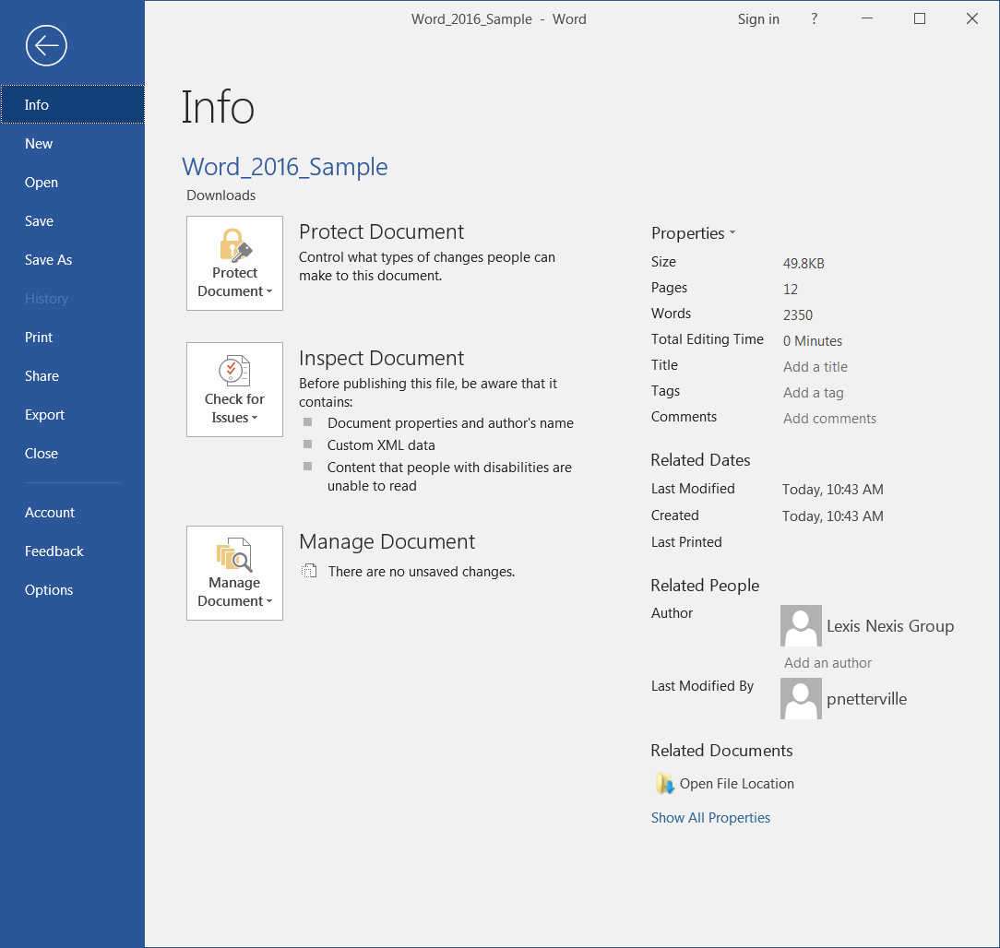 Word_2016_Sample - Word
Sign in
?
Info
New
Open
Save
Save As
History
Print
Share
Export
Close
Account
Feedback
Options
Info
Word_2016_Sample
Downloads
Protect
Document
Protect Document
Control what types of changes people can
make to this document.
Check for
Issues
Inspect Document
Before publishing this file, be aware that it
contains:
Document properties and author's name
Custom XML data
Content that people with disabilities are
unable to read
Manage
Document
Manage Document
There are no unsaved changes.
Properties
Size 49.8KB
Pages 12
Words 2350
Total Editing Time 0 Minutes
Title Add a title
Tags Add a tag
Comments Add comments
Related Dates
Last Modified Today, 10:43 AM
Created Today, 10:43 AM
Last Printed
Related People
Author Lexis Nexis Group
Add an author
Last Modified By pnetterville
Related Documents
Open File Location
Show All Properties